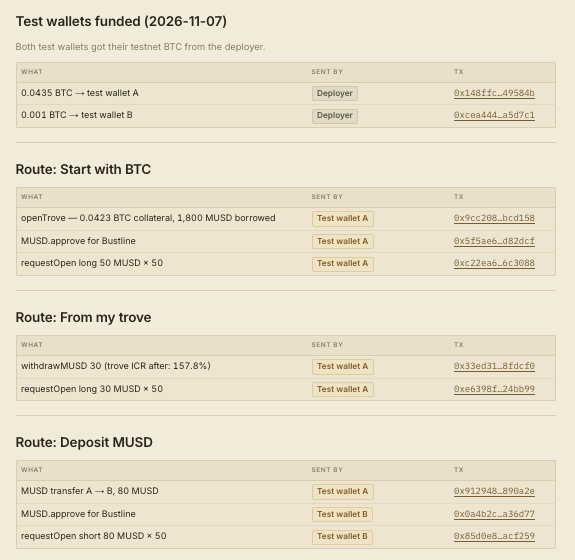 Test wallets funded (2026-11-07)
Both test wallets got their testnet BTC from the deployer.
WHAT SENT BY TX
0.0435 BTC → test wallet A Deployer 0x148ffc…49584b
0.001 BTC → test wallet B Deployer 0xcea444…a5d7c1
Route: Start with BTC
WHAT SENT BY TX
openTrove — 0.0423 BTC collateral, 1,800 MUSD borrowed Test wallet A 0x9cc208…bcd158
MUSD.approve for Bustline Test wallet A 0x5f5ae6…d82dcf
requestOpen long 50 MUSD × 50 Test wallet A 0xc22ea6…6c3088
Route: From my trove
WHAT SENT BY TX
withdrawMUSD 30 (trove ICR after: 157.8%) Test wallet A 0x33ed31…8fdcf0
requestOpen long 30 MUSD × 50 Test wallet A 0xe6398f…24bb99
Route: Deposit MUSD
WHAT SENT BY TX
MUSD transfer A → B, 80 MUSD Test wallet A 0x912948…890a2e
MUSD.approve for Bustline Test wallet B 0x0a4b2c…a36d77
requestOpen short 80 MUSD × 50 Test wallet B 0x85d0e8…acf259